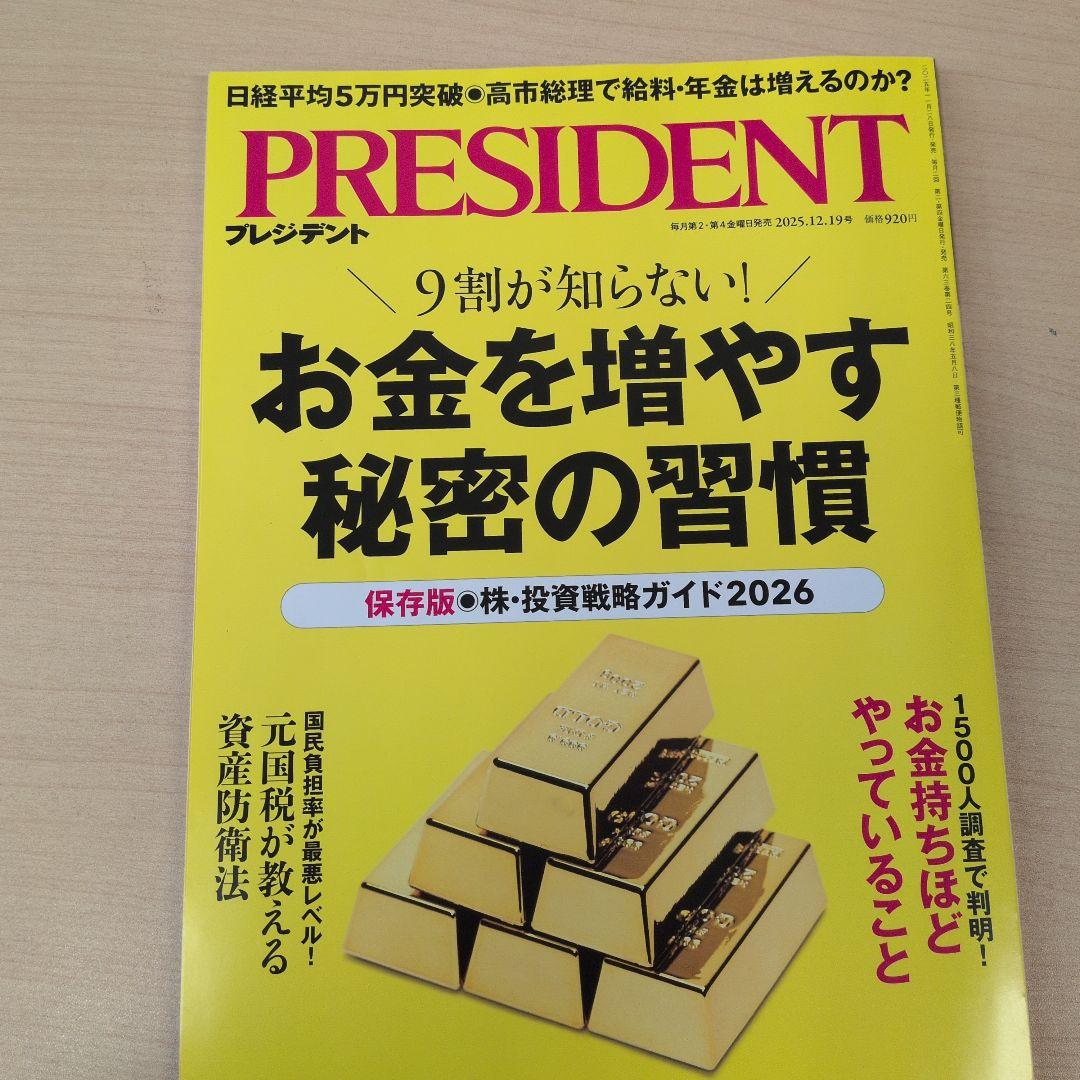 日経平均5万円突破◉高市総理で給料・年金は増えるのか?
PRESIDENT
プレジデント
毎月第2・第4金曜日発売 2025.12.19号 価格920円
9割が知らない!
お金を増やす
秘密の習慣
保存版◉株・投資戦略ガイド2026
1500人調査で判明!
お金持ちほど
やっていること
国民負担率が最悪レベル!
元国税が教える
資産防衛法